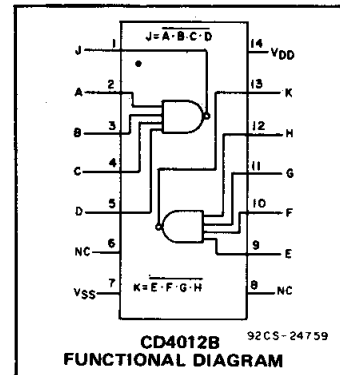 J=A·B·C·D
J 1
14 VDD
A 2
13 K
B 3
12 H
C 4
11 G
D 5
10 F
NC 6
9 E
VSS 7
8 NC
K=E·F·G·H
CD4012B
92CS-24759
FUNCTIONAL DIAGRAM